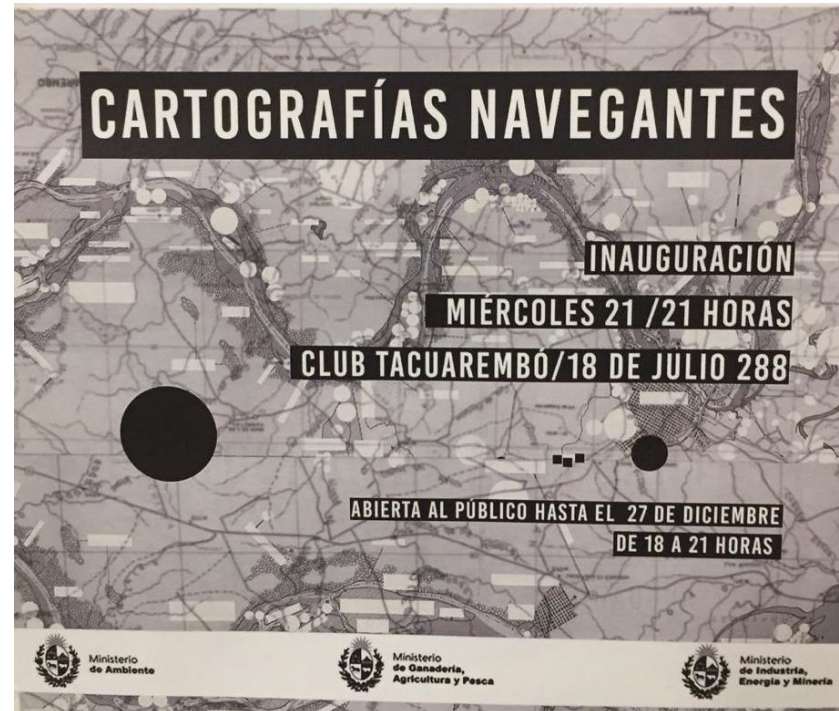 CARTOGRAFÍAS NAVEGANTES
INAUGURACIÓN
MIÉRCOLES 21 /21 HORAS
CLUB TACUAREMBÓ/18 DE JULIO 288
ABIERTA AL PÚBLICO HASTA EL 27 DE DICIEMBRE
DE 18 A 21 HORAS
Ministerio
de Ambiente
Ministerio
de Ganadería,
Agricultura y Pesca
Ministerio
de Industria,
Energía y Minería